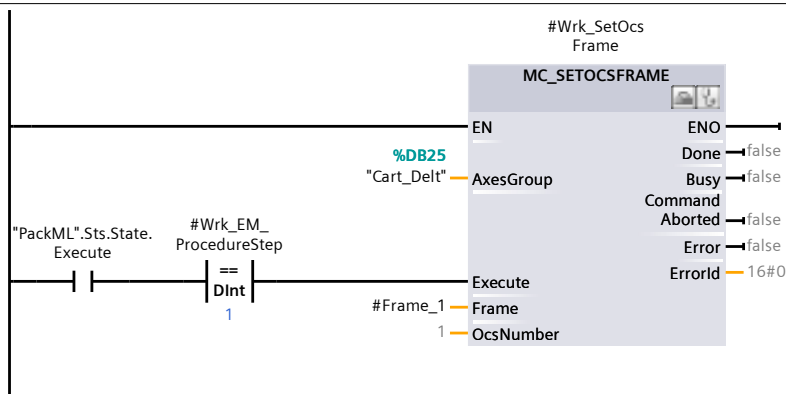 #Wrk_SetOcs
Frame
MC_SETOCSFRAME
EN
ENO
%DB25
Done
false
"Cart_Delt"
AxesGroup
Busy
false
Command
Aborted
false
"PackML".Sts.State.
Execute
#Wrk_EM_
ProcedureStep
Error
false
==
DInt
1
Execute
ErrorId
16#0
#Frame_1
Frame
1
OcsNumber